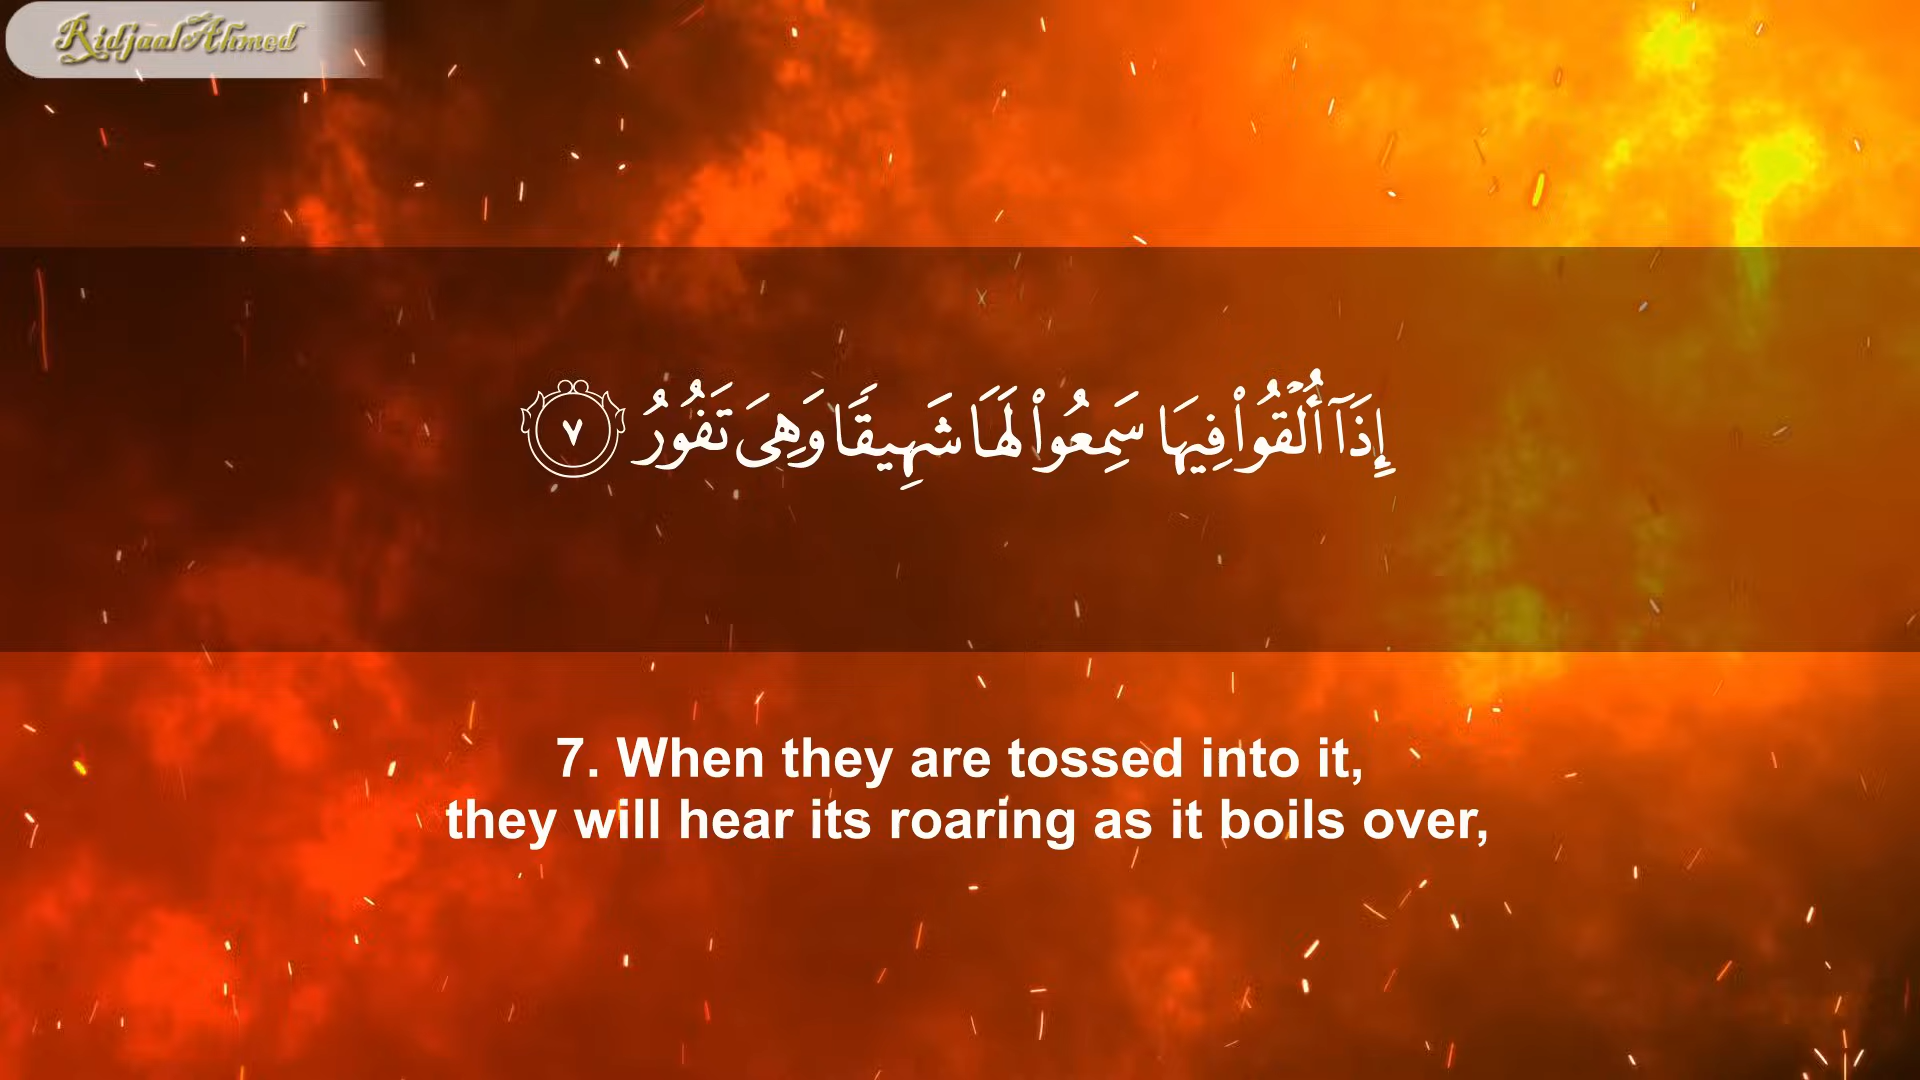 RidjaalAhmed
إِذَآ أُلۡقُواْ فِيهَا سَمِعُواْ لَهَا شَهِيقٗا وَهِيَ تَفُورُ ٧
7. When they are tossed into it,
they will hear its roaring as it boils over,